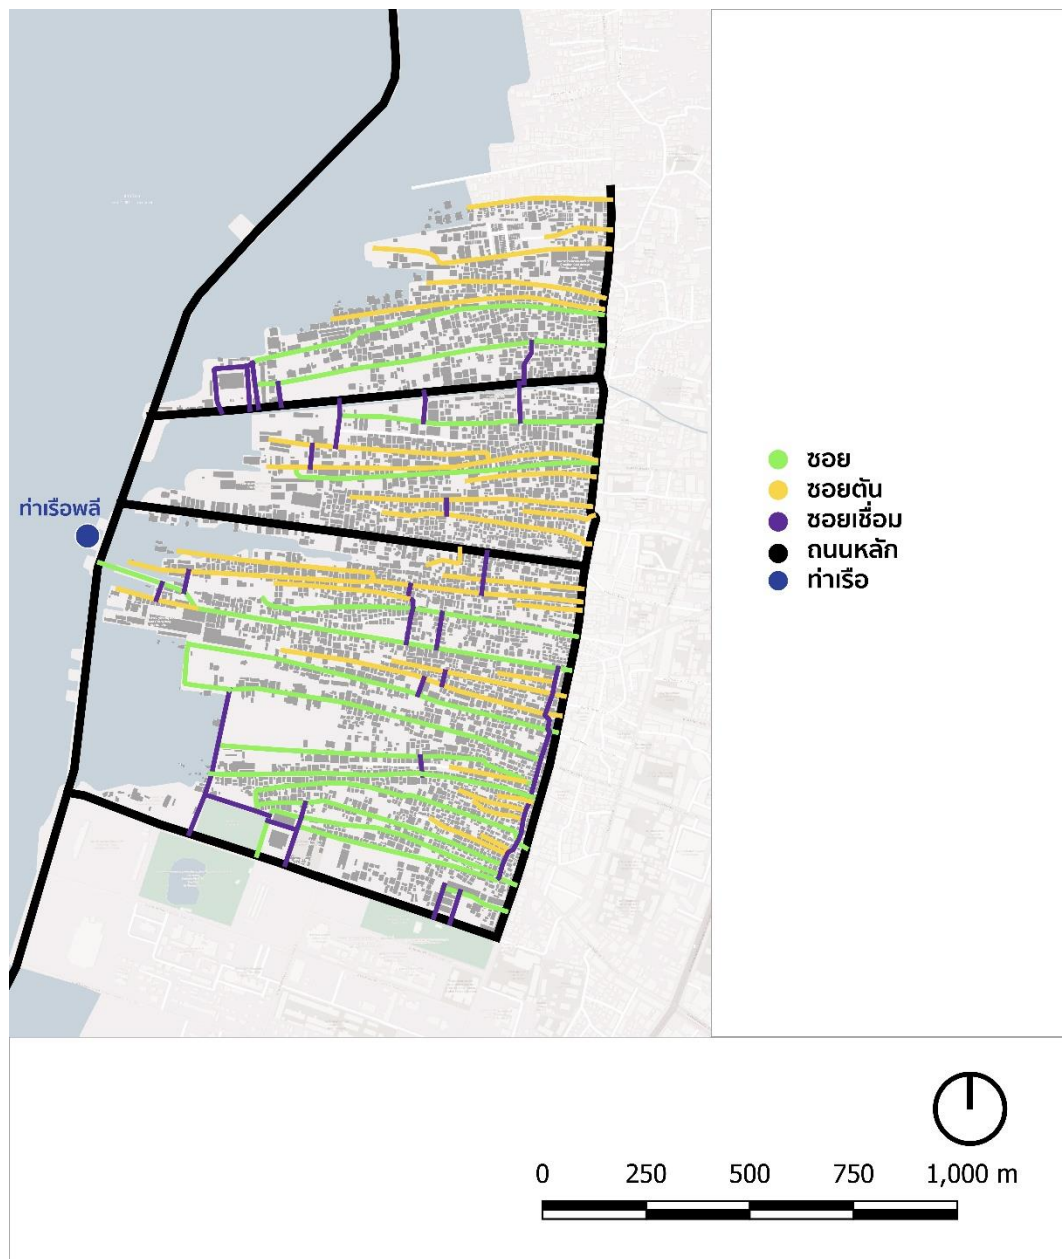 ท่าเรือพลี
ซอย
ซอยตัน
ซอยเชื่อม
ถนนหลัก
ท่าเรือ
0 250 500 750 1,000 m